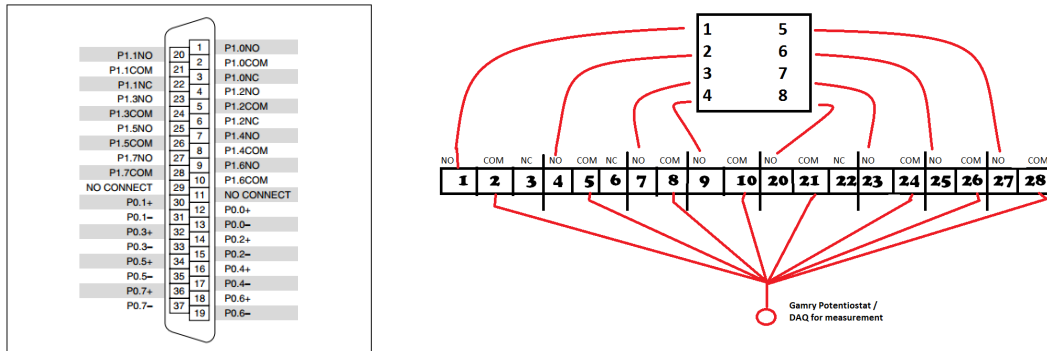 P1.1NO 20 1 P1.0NO
P1.1COM 21 2 P1.0COM
P1.1NC 22 3 P1.0NC
P1.3NO 23 4 P1.2NO
P1.3COM 24 5 P1.2COM
P1.5NO 25 6 P1.2NC
P1.5COM 26 7 P1.4NO
P1.7NO 27 8 P1.4COM
P1.7COM 28 9 P1.6NO
NO CONNECT 29 10 P1.6COM
P0.1+ 30 11 NO CONNECT
P0.1– 31 12 P0.0+
P0.3+ 32 13 P0.0–
P0.3– 33 14 P0.2+
P0.5+ 34 15 P0.2–
P0.5– 35 16 P0.4+
P0.7+ 36 17 P0.4–
P0.7– 37 18 P0.6+
19 P0.6–
1 5
2 6
3 7
4 8
NO COM NC NO COM NC NO COM NO COM NO COM NC NO COM NO COM NO COM
1 2 3 4 5 6 7 8 9 10 20 21 22 23 24 25 26 27 28
Gamry Potentiostat /
DAQ for measurement